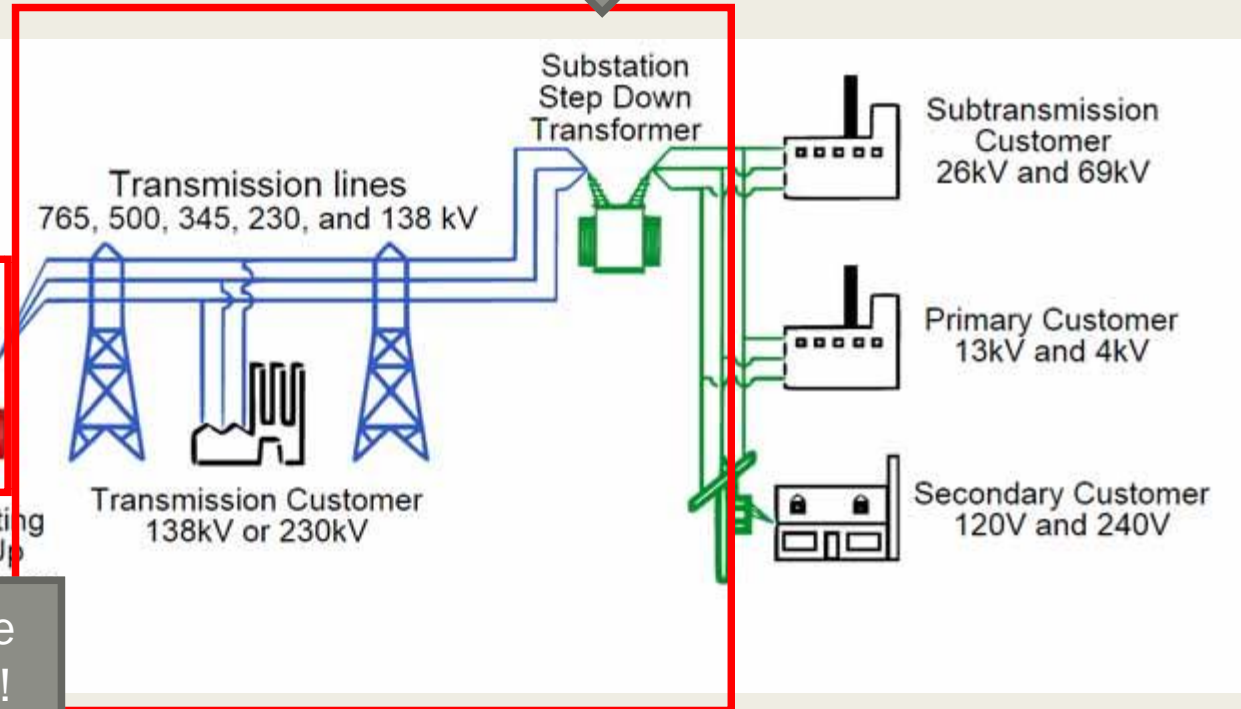 Substation
Step Down
Transformer
Subtransmission
Customer
26kV and 69kV
Transmission lines
765, 500, 345, 230, and 138 kV
Primary Customer
13kV and 4kV
Transmission Customer
138kV or 230kV
Secondary Customer
120V and 240V